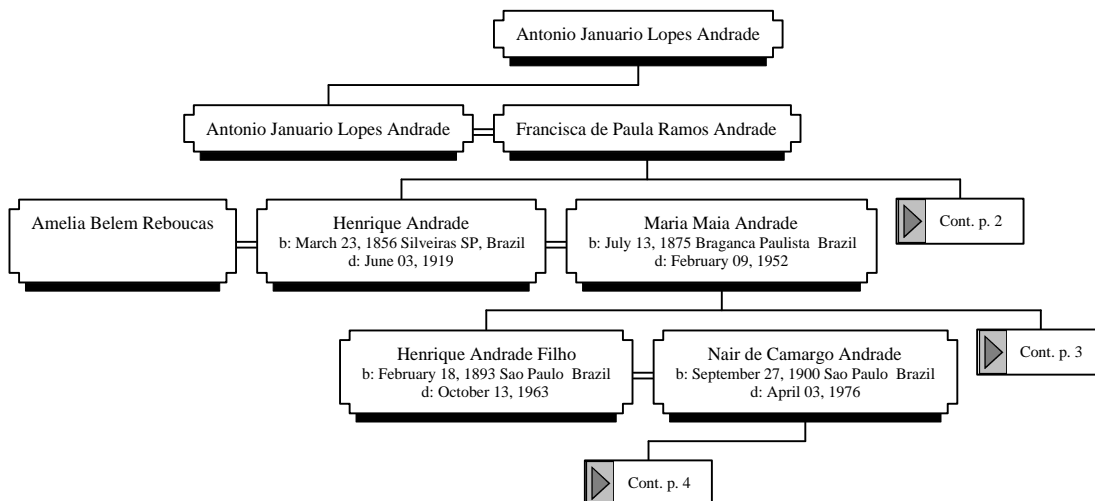 Antonio Januario Lopes Andrade
Antonio Januario Lopes Andrade
Francisca de Paula Ramos Andrade
Amelia Belem Reboucas
Henrique Andrade
b: March 23, 1856 Silveiras SP, Brazil
d: June 03, 1919
Maria Maia Andrade
b: July 13, 1875 Braganca Paulista  Brazil
d: February 09, 1952
Cont. p. 2
Henrique Andrade Filho
b: February 18, 1893 Sao Paulo  Brazil
d: October 13, 1963
Nair de Camargo Andrade
b: September 27, 1900 Sao Paulo  Brazil
d: April 03, 1976
Cont. p. 3
Cont. p. 4